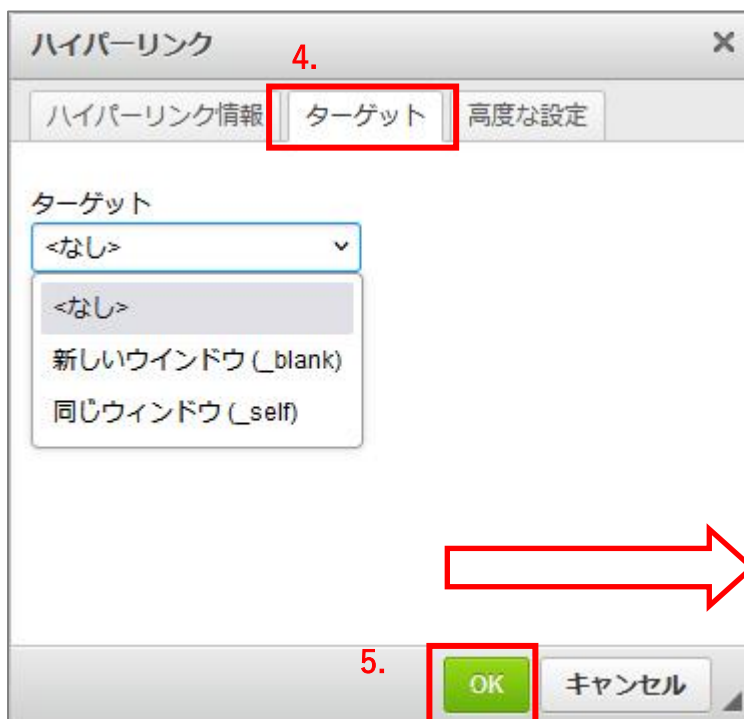 ハイパーリンク
4.
ハイパーリンク情報 ターゲット 高度な設定
ターゲット
<なし>
<なし>
新しいウインドウ (_blank)
同じウィンドウ (_self)
5.
OK キャンセル